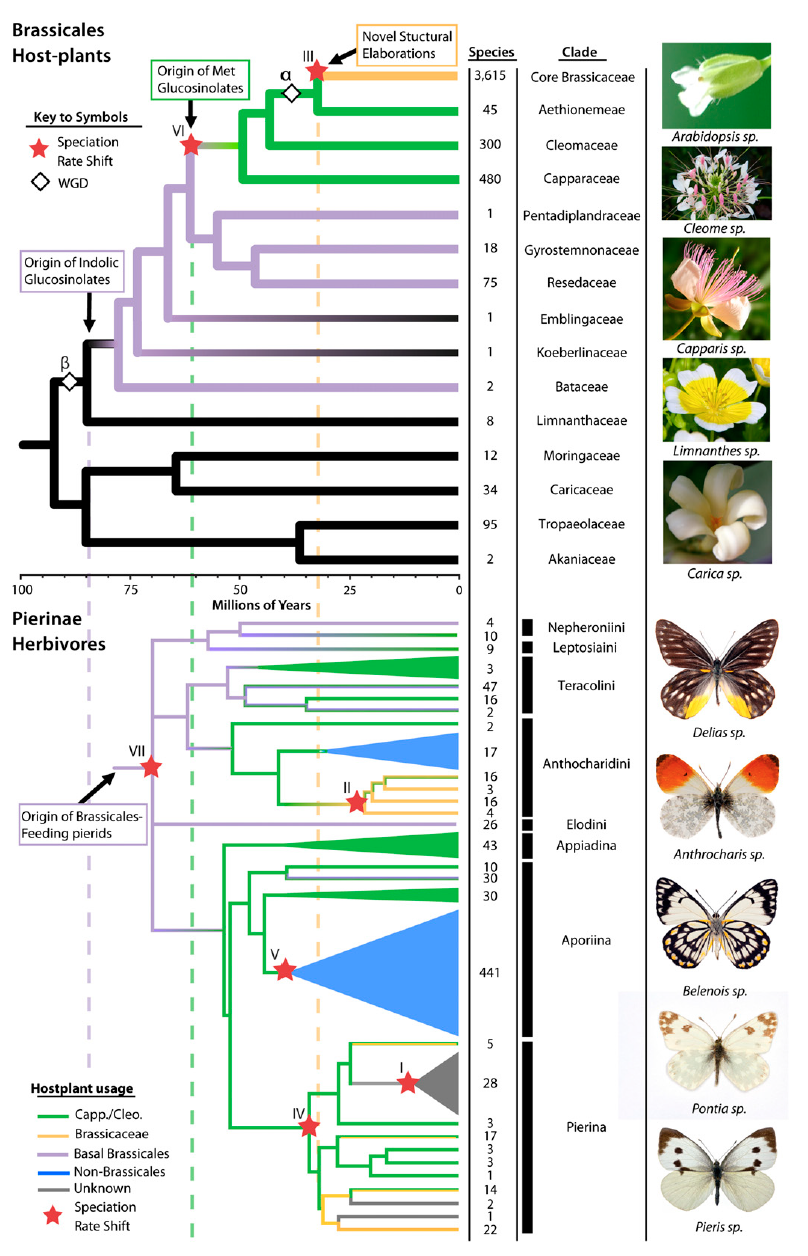 Brassicales
Host-plants
Key to Symbols
Speciation
Rate Shift
WGD
Origin of Met
Glucosinolates
Novel Stuctural
Elaborations
Origin of Indolic
Glucosinolates
III
α
VI
β
Species
Clade
3,615 Core Brassicaceae
45 Aethionemeae
300 Cleomaceae
480 Capparaceae
1 Pentadiplandraceae
18 Gyrostemnonaceae
75 Resedaceae
1 Emblingaceae
1 Koeberlinaceae
2 Bataceae
8 Limnanthaceae
12 Moringaceae
34 Caricaceae
95 Tropaeolaceae
2 Akaniaceae
Arabidopsis sp.
Cleome sp.
Capparis sp.
Limnanthes sp.
Carica sp.
100 75 50 25 0
Millions of Years
Pierinae
Herbivores
VII
Origin of Brassicales-
Feeding pierids
II
V
I
IV
4
10
9
3
47
16
2
2
17
16
3
16
4
26
43
10
30
30
441
5
28
3
17
3
3
1
14
2
1
22
Nepheroniini
Leptosiaini
Teracolini
Anthocharidini
Elodini
Appiadina
Aporiina
Pierina
Delias sp.
Anthrocharis sp.
Belenois sp.
Pontia sp.
Pieris sp.
Hostplant usage
Capp./Cleo.
Brassicaceae
Basal Brassicales
Non-Brassicales
Unknown
Speciation
Rate Shift